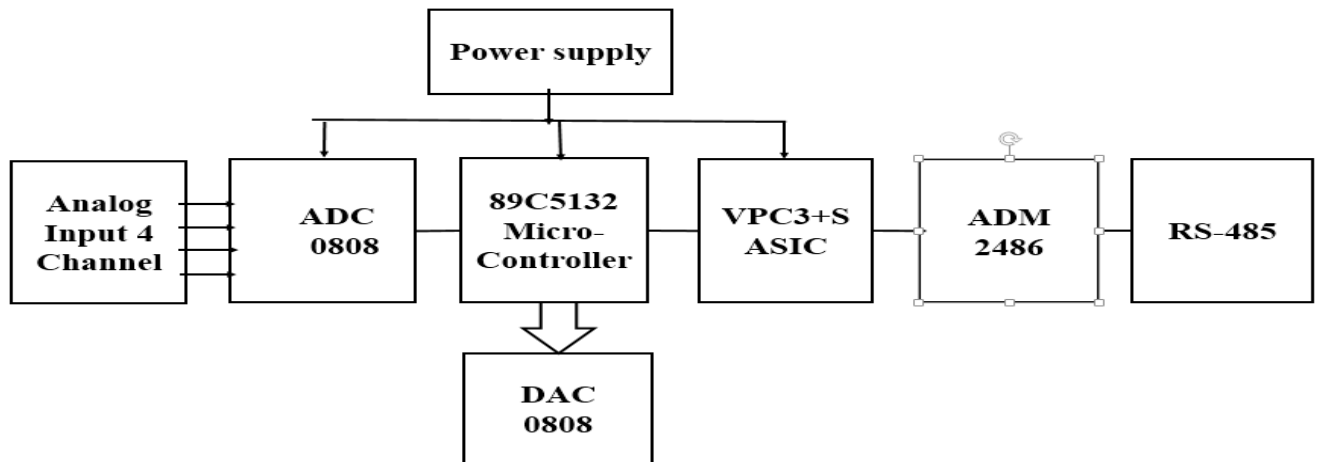 Power supply
Analog
Input 4
Channel
ADC
0808
89C5132
Micro-
Controller
VPC3+S
ASIC
ADM
2486
RS-485
DAC
0808